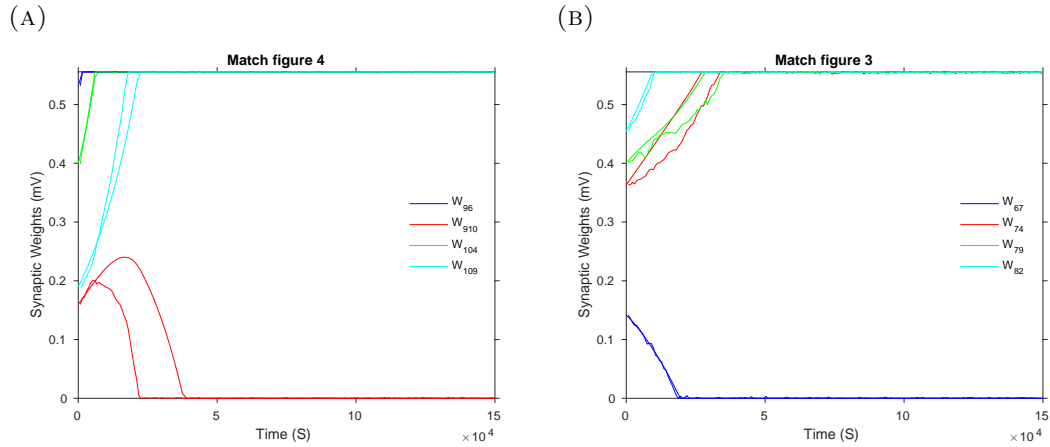 (A)
Match figure 4
Synaptic Weights (mV)
0.5
0.4
0.3
0.2
0.1
0
W96
W910
W104
W109
0 5 10 15
Time (S)
×10^4
(B)
Match figure 3
Synaptic Weights (mV)
0.5
0.4
0.3
0.2
0.1
0
W67
W74
W79
W82
0 5 10 15
Time (S)
×10^4